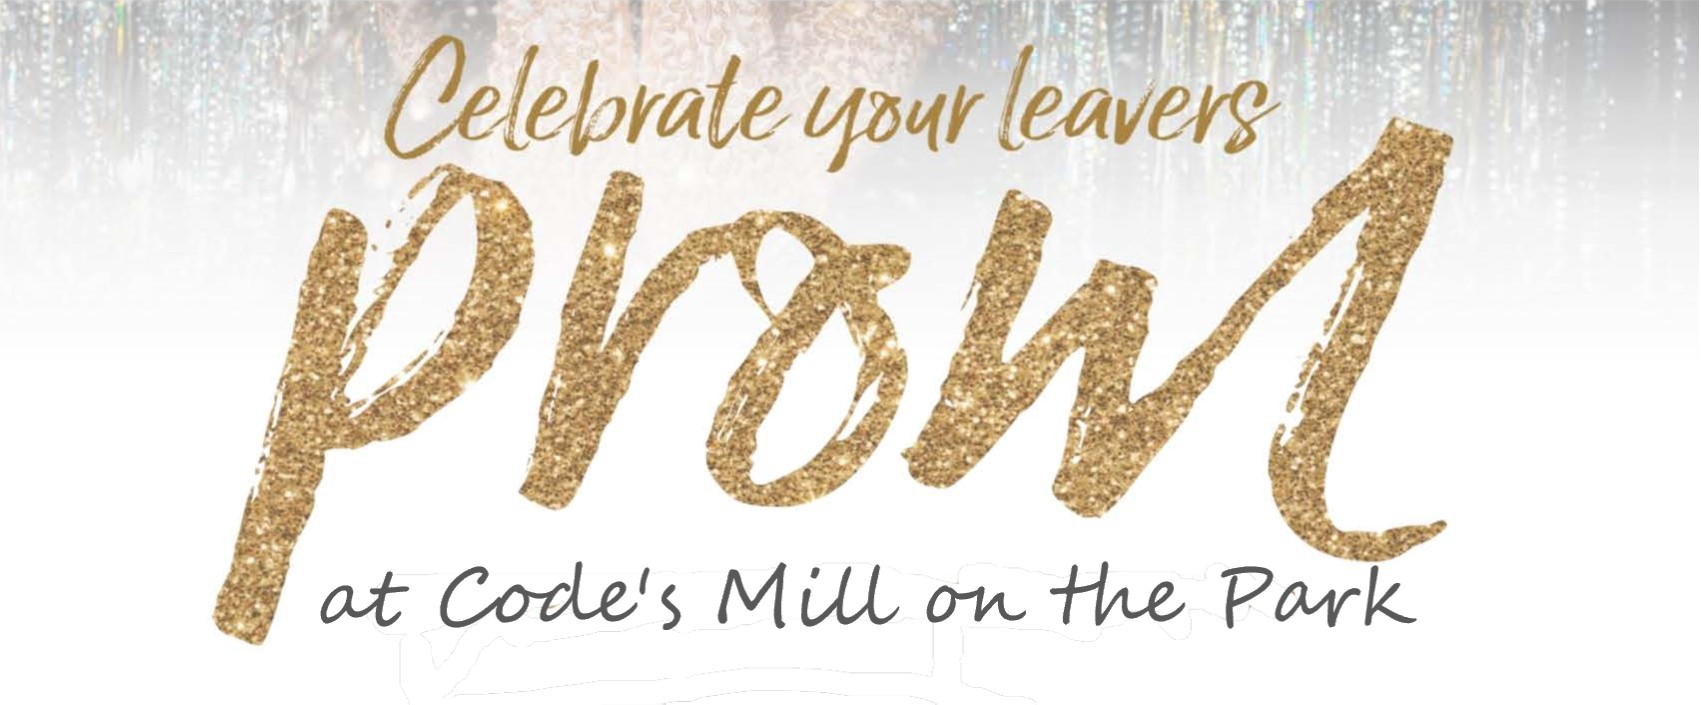 Celebrate your leavers
prom
at Code's Mill on the Park